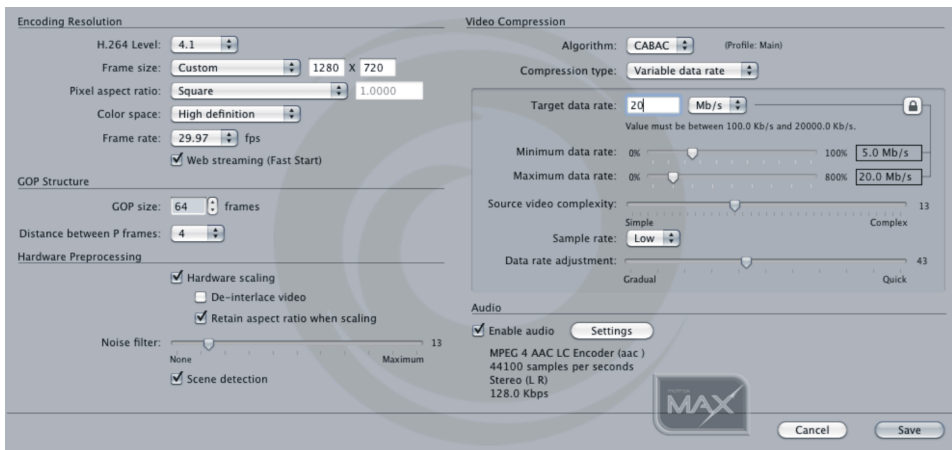 Encoding Resolution
H.264 Level: 4.1
Frame size: Custom 1280 X 720
Pixel aspect ratio: Square 1.0000
Color space: High definition
Frame rate: 29.97 fps
Web streaming (Fast Start)
GOP Structure
GOP size: 64 frames
Distance between P frames: 4
Hardware Preprocessing
Hardware scaling
De-interlace video
Retain aspect ratio when scaling
Noise filter: 13
None Maximum
Scene detection
Video Compression
Algorithm: CABAC (Profile: Main)
Compression type: Variable data rate
Target data rate: 20 Mb/s
Value must be between 100.0 Kb/s and 20000.0 Kb/s.
Minimum data rate: 0% 100% 5.0 Mb/s
Maximum data rate: 0% 800% 20.0 Mb/s
Source video complexity: 13
Simple Complex
Sample rate: Low
Data rate adjustment: 43
Gradual Quick
Audio
Enable audio Settings
MPEG 4 AAC LC Encoder (aac )
44100 samples per seconds
Stereo (L R)
128.0 Kbps
MAX
Cancel Save